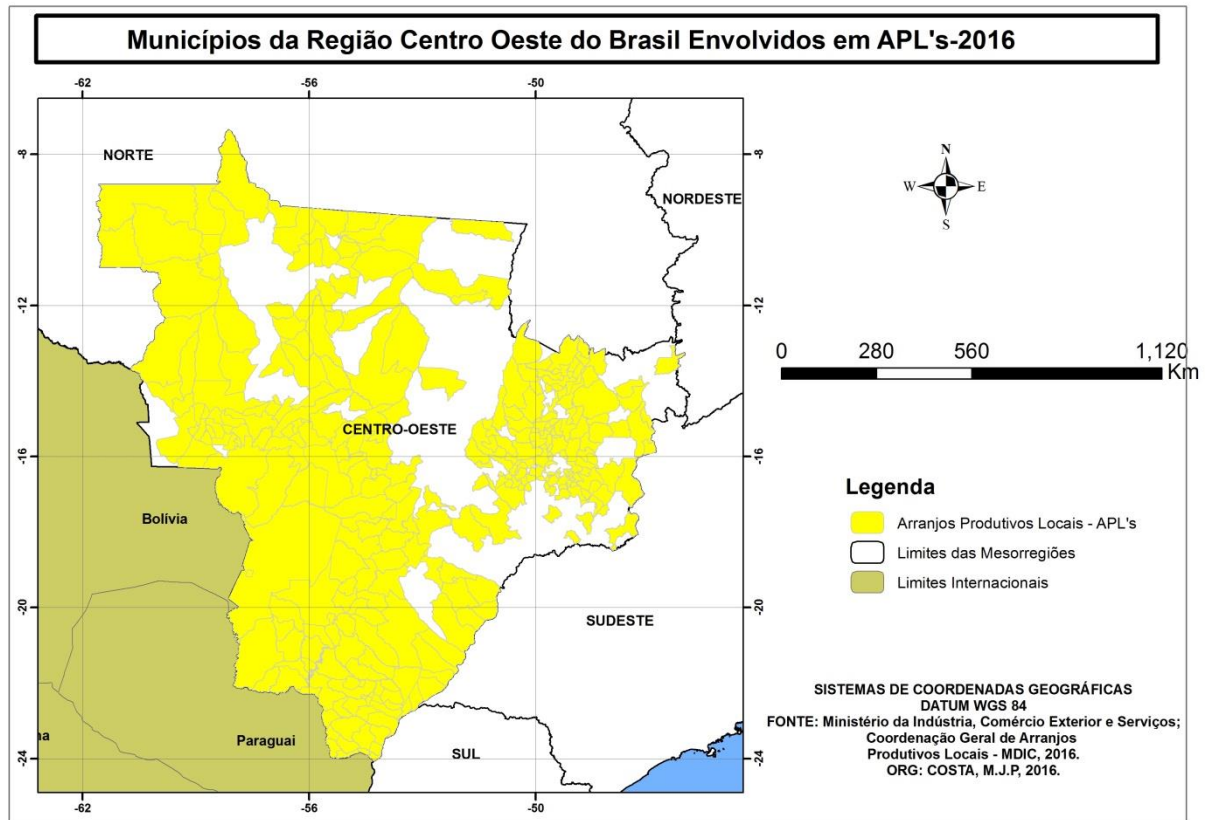 Municípios da Região Centro Oeste do Brasil Envolvidos em APL's-2016
-62
-56
-50
-8
NORTE
-8
NORDESTE
N
W
E
S
-12
-12
0
280
560
1,120
Km
CENTRO-OESTE
-16
-16
Bolívia
Legenda
Arranjos Produtivos Locais - APL's
Limites das Mesorregiões
Limites Internacionais
-20
-20
SUDESTE
na
Paraguai
SUL
-24
-24
-62
-56
-50
SISTEMAS DE COORDENADAS GEOGRÁFICAS
DATUM WGS 84
FONTE: Ministério da Indústria, Comércio Exterior e Serviços;
Coordenação Geral de Arranjos
Produtivos Locais - MDIC, 2016.
ORG: COSTA, M.J.P, 2016.